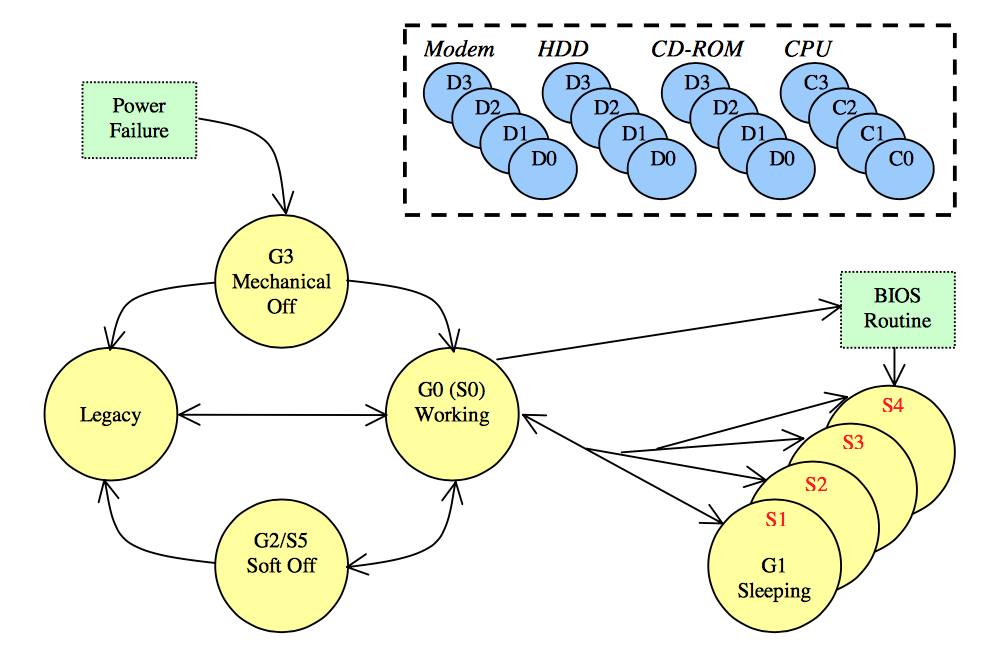 Modem HDD CD-ROM CPU
D3 D3 D3 C3
D2 D2 D2 C2
D1 D1 D1 C1
D0 D0 D0 C0
Power
Failure
G3
Mechanical
Off
BIOS
Routine
Legacy
G0 (S0)
Working
S4
S3
S2
S1
G1
Sleeping
G2/S5
Soft Off